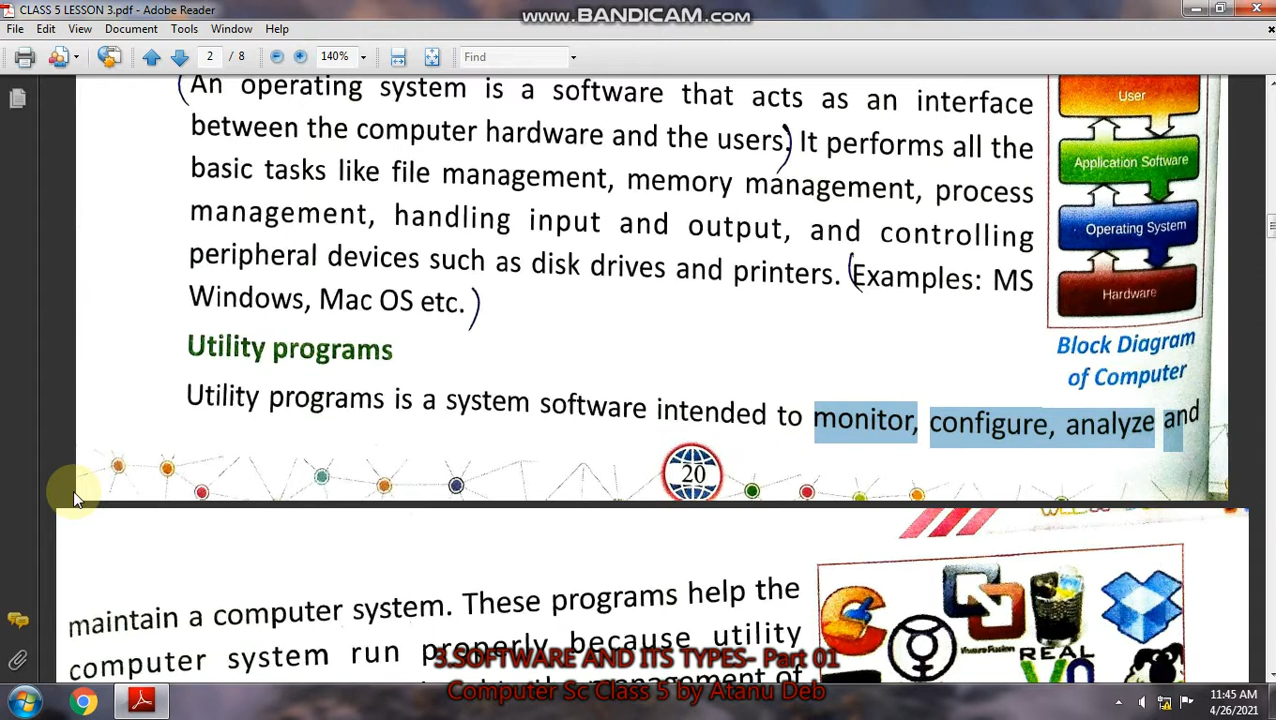 CLASS 5 LESSON 3.pdf - Adobe Reader
www.BANDICAM.com
File Edit View Document Tools Window Help
2 / 8 140% Find
(An operating system is a software that acts as an interface
between the computer hardware and the users.) It performs all the
basic tasks like file management, memory management, process
management, handling input and output, and controlling
peripheral devices such as disk drives and printers. (Examples: MS
Windows, Mac OS etc.)
User
Application Software
Operating System
Hardware
Block Diagram
of Computer
Utility programs
Utility programs is a system software intended to monitor, configure, analyze and
20
maintain a computer system. These programs help the
computer system run properly because utility
management of
REAL
3.SOFTWARE AND ITS TYPES- Part 01
Computer Sc Class 5 by Atanu Deb
11:45 AM
4/26/2021